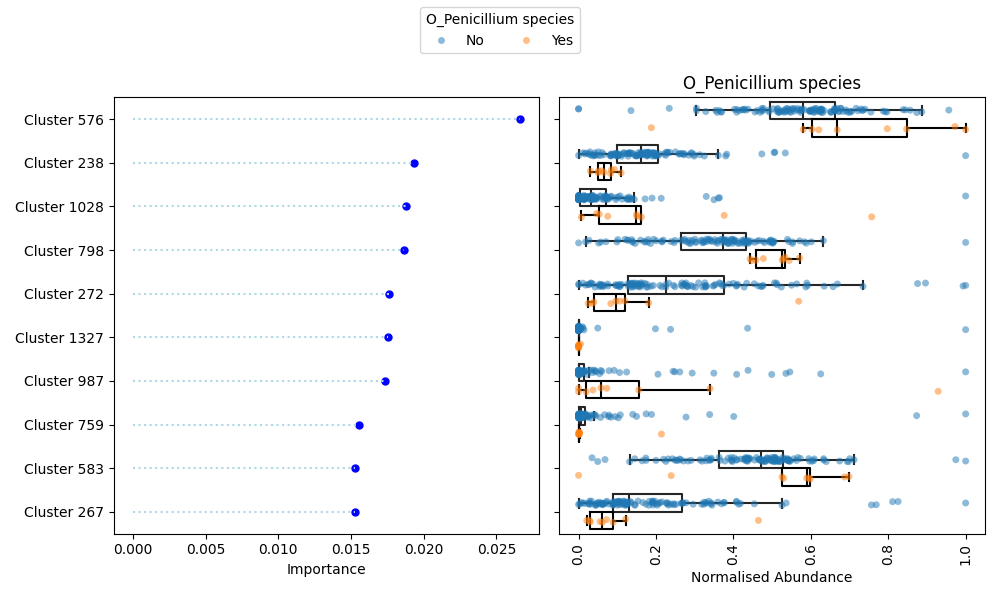 O_Penicillium species
No Yes
O_Penicillium species
Cluster 576
Cluster 238
Cluster 1028
Cluster 798
Cluster 272
Cluster 1327
Cluster 987
Cluster 759
Cluster 583
Cluster 267
0.000 0.005 0.010 0.015 0.020 0.025
Importance
0.0 0.2 0.4 0.6 0.8 1.0
Normalised Abundance